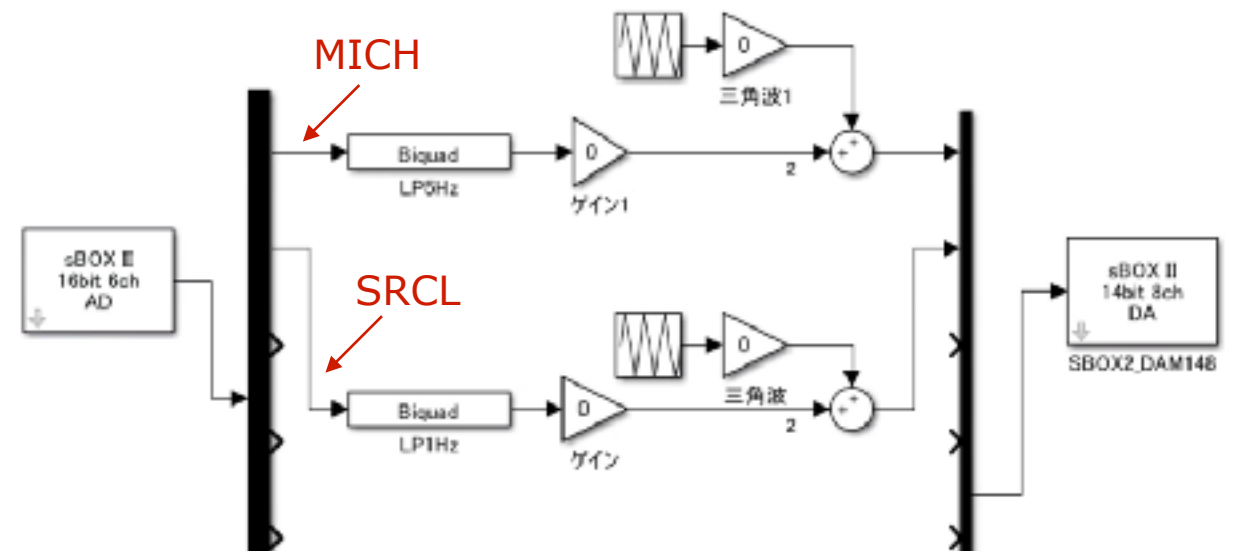 MICH
0
三角波1
Biquad
LP5Hz
0
ゲイン1
2
sBOX II
16bit 6ch
AD
SRCL
0
三角波
Biquad
LP1Hz
0
ゲイン
2
sBOX II
14bit 8ch
DA
SBOX2_DAM148